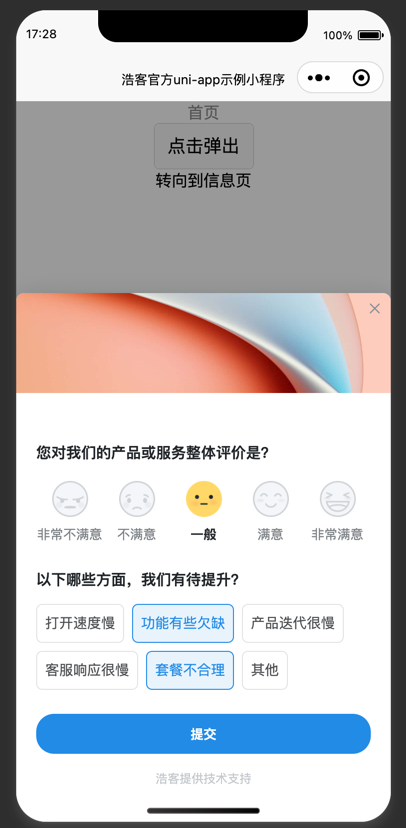 17:28
100%
浩客官方uni-app示例小程序
首页
点击弹出
转向到信息页
您对我们的产品或服务整体评价是?
非常不满意 不满意 一般 满意 非常满意
以下哪些方面，我们有待提升?
打开速度慢 功能有些欠缺 产品迭代很慢
客服响应很慢 套餐不合理 其他
提交
浩客提供技术支持